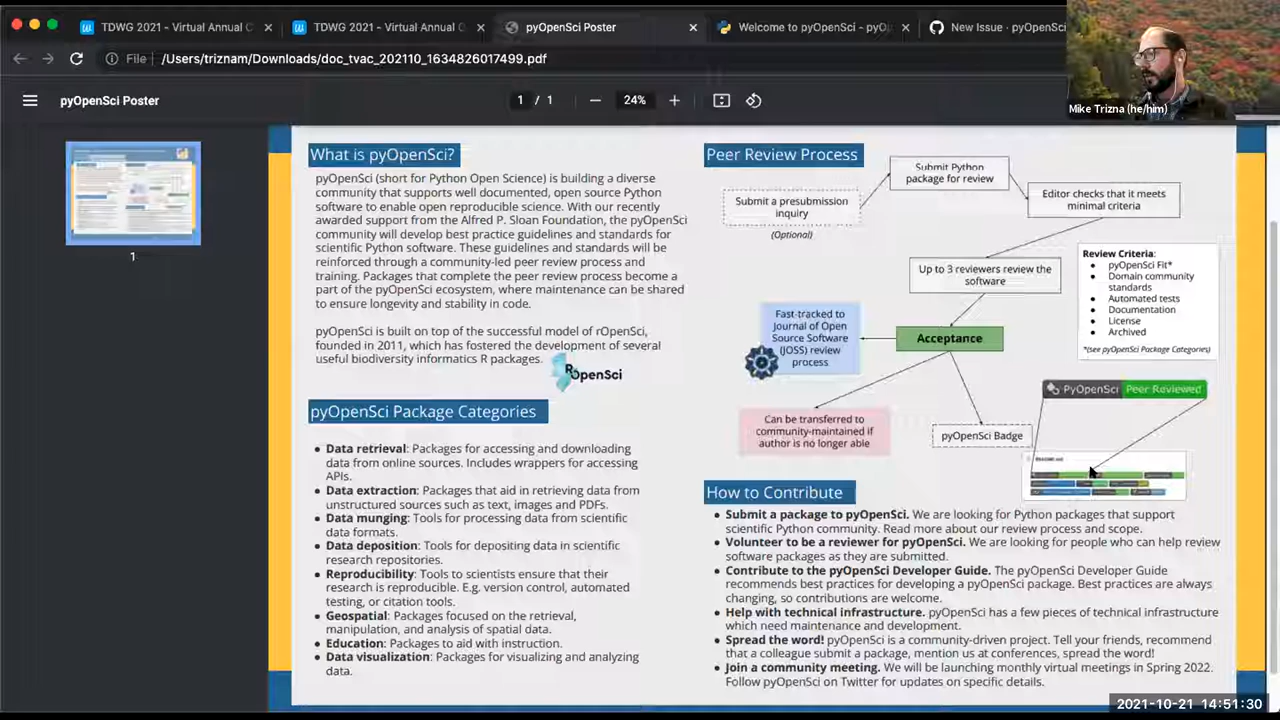 TDWG 2021 - Virtual Annual C
TDWG 2021 - Virtual Annual C
pyOpenSci Poster
Welcome to pyOpenSci - pyO
New Issue · pyOpenSci
File
/Users/triznam/Downloads/doc_tvac_202110_1634826017499.pdf
Mike Trizna (he/him)
pyOpenSci Poster
1 / 1
24%
1
What is pyOpenSci?
pyOpenSci (short for Python Open Science) is building a diverse
community that supports well documented, open source Python
software to enable open reproducible science. With our recently
awarded support from the Alfred P. Sloan Foundation, the pyOpenSci
community will develop best practice guidelines and standards for
scientific Python software. These guidelines and standards will be
reinforced through a community-led peer review process and
training. Packages that complete the peer review process become a
part of the pyOpenSci ecosystem, where maintenance can be shared
to ensure longevity and stability in code.
pyOpenSci is built on top of the successful model of rOpenSci,
founded in 2011, which has fostered the development of several
useful biodiversity informatics R packages.
ROpenSci
pyOpenSci Package Categories
• Data retrieval: Packages for accessing and downloading
data from online sources. Includes wrappers for accessing
APIs.
• Data extraction: Packages that aid in retrieving data from
unstructured sources such as text, images and PDFs.
• Data munging: Tools for processing data from scientific
data formats.
• Data deposition: Tools for depositing data in scientific
research repositories.
• Reproducibility: Tools to scientists ensure that their
research is reproducible. E.g. version control, automated
testing, or citation tools.
• Geospatial: Packages focused on the retrieval,
manipulation, and analysis of spatial data.
• Education: Packages to aid with instruction.
• Data visualization: Packages for visualizing and analyzing
data.
Peer Review Process
Submit a presubmission
inquiry
(Optional)
Submit Python
package for review
Editor checks that it meets
minimal criteria
Up to 3 reviewers review the
software
Review Criteria:
• pyOpenSci Fit*
• Domain community
standards
• Automated tests
• Documentation
• License
• Archived
*(see pyOpenSci Package Categories)
Fast-tracked to
Journal of Open
Source Software
(JOSS) review
process
Acceptance
Can be transferred to
community-maintained if
author is no longer able
pyOpenSci Badge
PyOpenSci Peer Reviewed
How to Contribute
• Submit a package to pyOpenSci. We are looking for Python packages that support
scientific Python community. Read more about our review process and scope.
• Volunteer to be a reviewer for pyOpenSci. We are looking for people who can help review
software packages as they are submitted.
• Contribute to the pyOpenSci Developer Guide. The pyOpenSci Developer Guide
recommends best practices for developing a pyOpenSci package. Best practices are always
changing, so contributions are welcome.
• Help with technical infrastructure. pyOpenSci has a few pieces of technical infrastructure
which need maintenance and development.
• Spread the word! pyOpenSci is a community-driven project. Tell your friends, recommend
that a colleague submit a package, mention us at conferences, spread the word!
• Join a community meeting. We will be launching monthly virtual meetings in Spring 2022.
Follow pyOpenSci on Twitter for updates on specific details.
2021-10-21 14:51:30